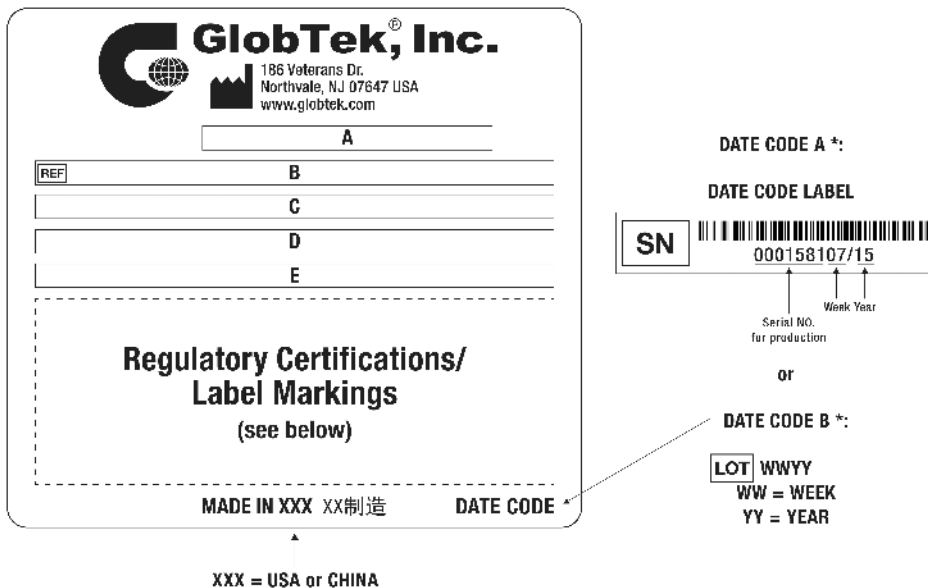 GlobTek,® Inc.
186 Veterans Dr.
Northvale, NJ 07647 USA
www.globtek.com
A
REF B
C
D
E
Regulatory Certifications/
Label Markings
(see below)
MADE IN XXX XX制造 DATE CODE
XXX = USA or CHINA
DATE CODE A *:
DATE CODE LABEL
SN
000158107/15
Week Year
Serial NO.
for production
or
DATE CODE B *:
LOT WWYY
WW = WEEK
YY = YEAR